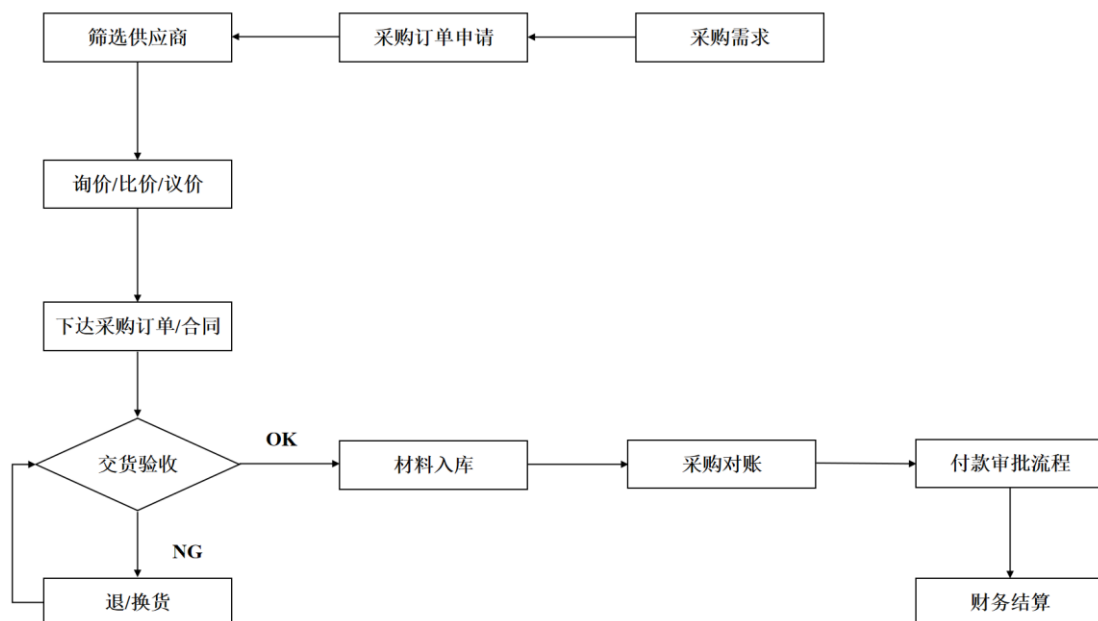 筛选供应商
采购订单申请
采购需求
询价/比价/议价
下达采购订单/合同
交货验收
OK
材料入库
采购对账
付款审批流程
NG
退/换货
财务结算